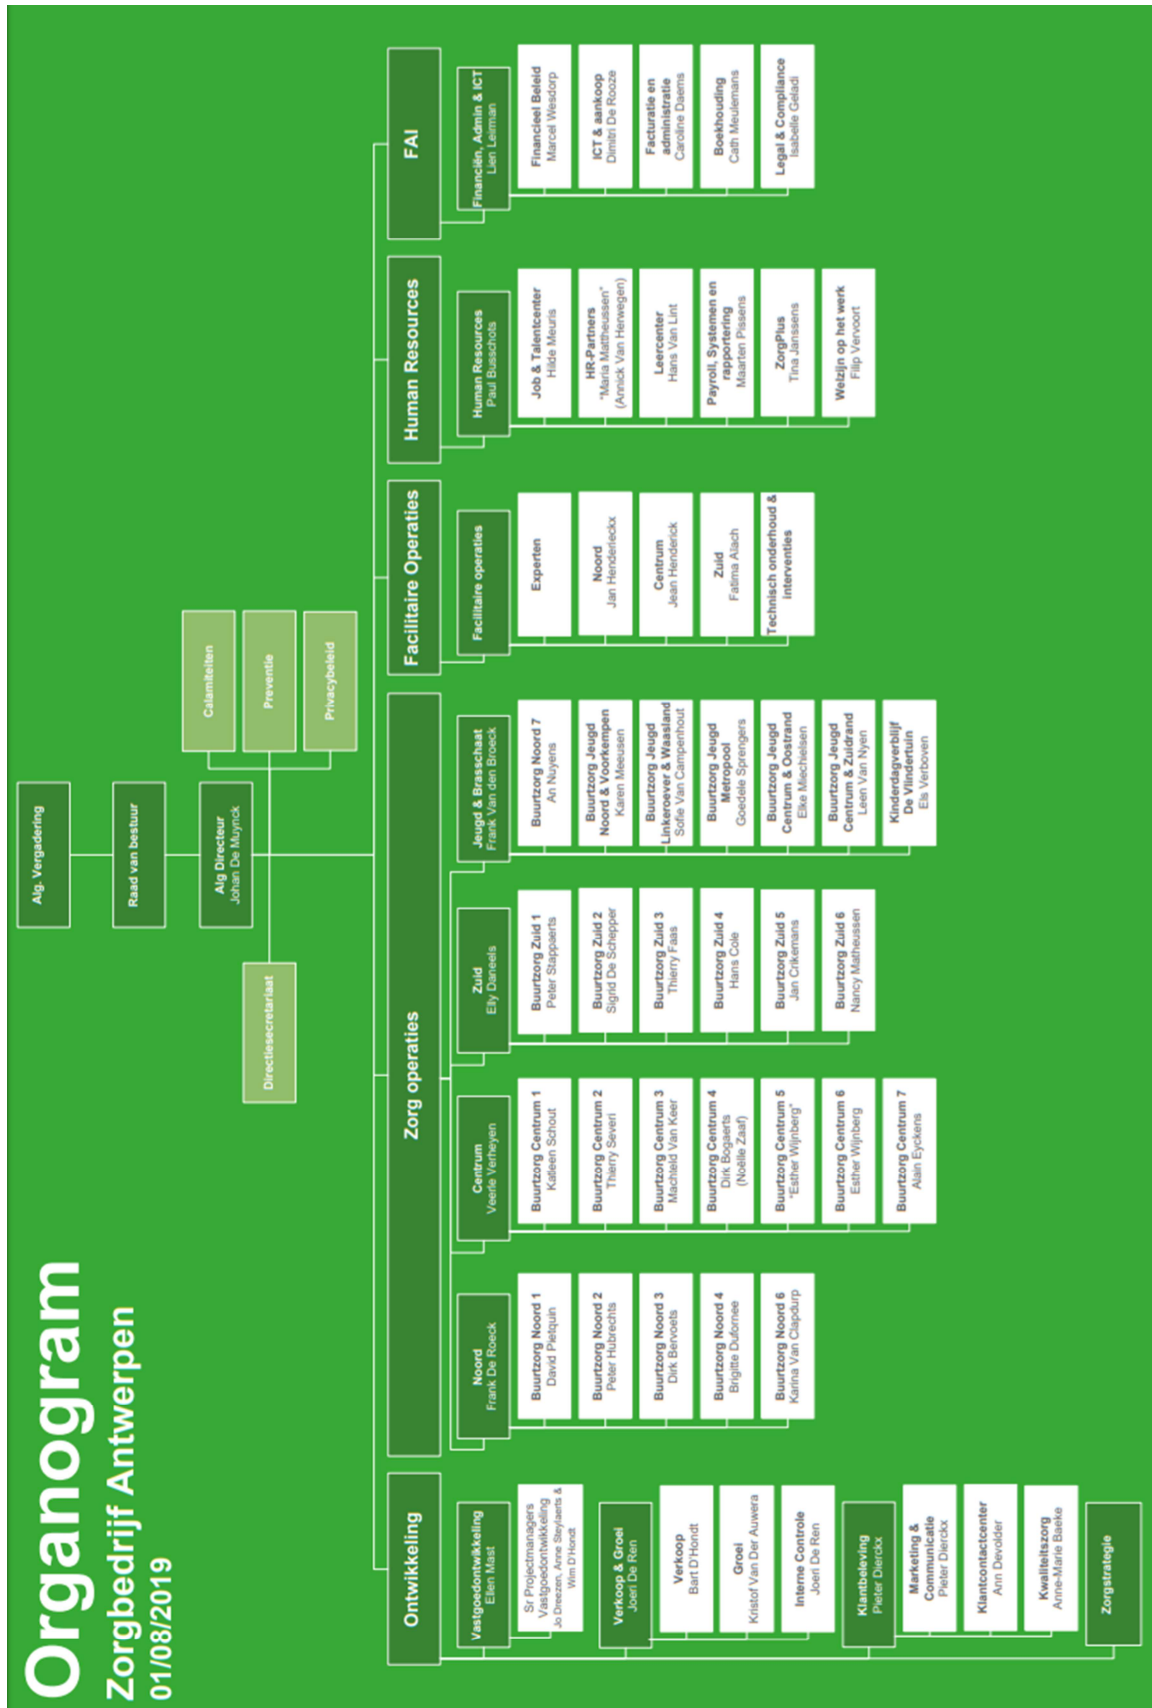 Organogram
Zorgbedrijf Antwerpen
01/08/2019
Alg. Vergadering
Raad van bestuur
Alg Directeur
Johan De Muynck
Directiesecretariaat
Calamiteiten
Preventie
Privacybeleid
Ontwikkeling
Vastgoedontwikkeling
Ellen Mast
Sr Projectmanagers
Vastgoedontwikkeling
Jo Dreezen, Anne Steylaerts &
Wim D'Hondt
Verkoop & Groei
Joeri De Ren
Verkoop
Bart D'Hondt
Groei
Kristof Van Der Auwera
Interne Controle
Joeri De Ren
Klantbeleving
Pieter Dierckx
Marketing &
Communicatie
Pieter Dierckx
Klantcontactcenter
Ann Devolder
Kwaliteitszorg
Anne-Marie Baeke
Zorgstrategie
Zorg operaties
Noord
Frank De Roeck
Buurtzorg Noord 1
David Pietquin
Buurtzorg Noord 2
Peter Hubrechts
Buurtzorg Noord 3
Dirk Bervoets
Buurtzorg Noord 4
Brigitte Dufornee
Buurtzorg Noord 6
Karina Van Clapdurp
Centrum
Veerle Verheyen
Buurtzorg Centrum 1
Katleen Schout
Buurtzorg Centrum 2
Thierry Severi
Buurtzorg Centrum 3
Machteld Van Keer
Buurtzorg Centrum 4
Dirk Bogaerts
(Noëlle Zaaf)
Buurtzorg Centrum 5
"Esther Wijnberg"
Buurtzorg Centrum 6
Esther Wijnberg
Buurtzorg Centrum 7
Alain Eyckens
Zuid
Elly Daneels
Buurtzorg Zuid 1
Peter Stappaerts
Buurtzorg Zuid 2
Sigrid De Schepper
Buurtzorg Zuid 3
Thierry Faas
Buurtzorg Zuid 4
Hans Cole
Buurtzorg Zuid 5
Jan Crikemans
Buurtzorg Zuid 6
Nancy Matheussen
Jeugd & Brasschaat
Frank Van den Broeck
Buurtzorg Noord 7
An Nuyens
Buurtzorg Jeugd
Noord & Voorkempen
Karen Meeusen
Buurtzorg Jeugd
Linkeroever & Waasland
Sofie Van Campenhout
Buurtzorg Jeugd
Metropool
Goedele Sprengers
Buurtzorg Jeugd
Centrum & Oostrand
Elke Miechielsen
Buurtzorg Jeugd
Centrum & Zuidrand
Leen Van Nyen
Kinderdagverblijf
De Vlindertuin
Els Verboven
Facilitaire Operaties
Facilitaire operaties
Experten
Noord
Jan Henderieckx
Centrum
Jean Henderick
Zuid
Fatima Alach
Technisch onderhoud &
interventies
Human Resources
Human Resources
Paul Busschots
Job & Talentcenter
Hilde Meuris
HR-Partners
"Maria Mattheussen"
(Annick Van Herwegen)
Leercenter
Hans Van Lint
Payroll, Systemen en
rapportering
Maarten Pissens
ZorgPlus
Tina Janssens
Welzijn op het werk
Filip Vervoort
FAI
Financiën, Admin & ICT
Lien Leirman
Financieel Beleid
Marcel Wesdorp
ICT & aankoop
Dimitri De Rooze
Facturatie en
administratie
Caroline Daems
Boekhouding
Cath Meulemans
Legal & Compliance
Isabelle Geladi